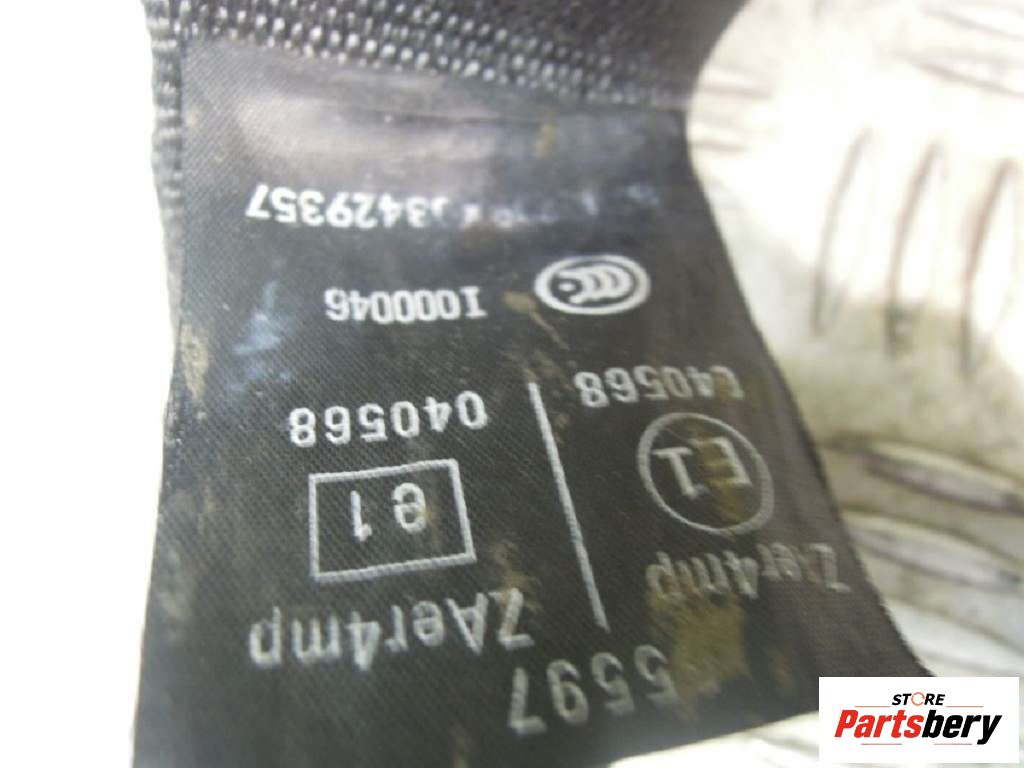 5597
ZAer4mp ZAer4mp
E1 e1
040568 040568
I000046
3429357
STORE
Partsbery